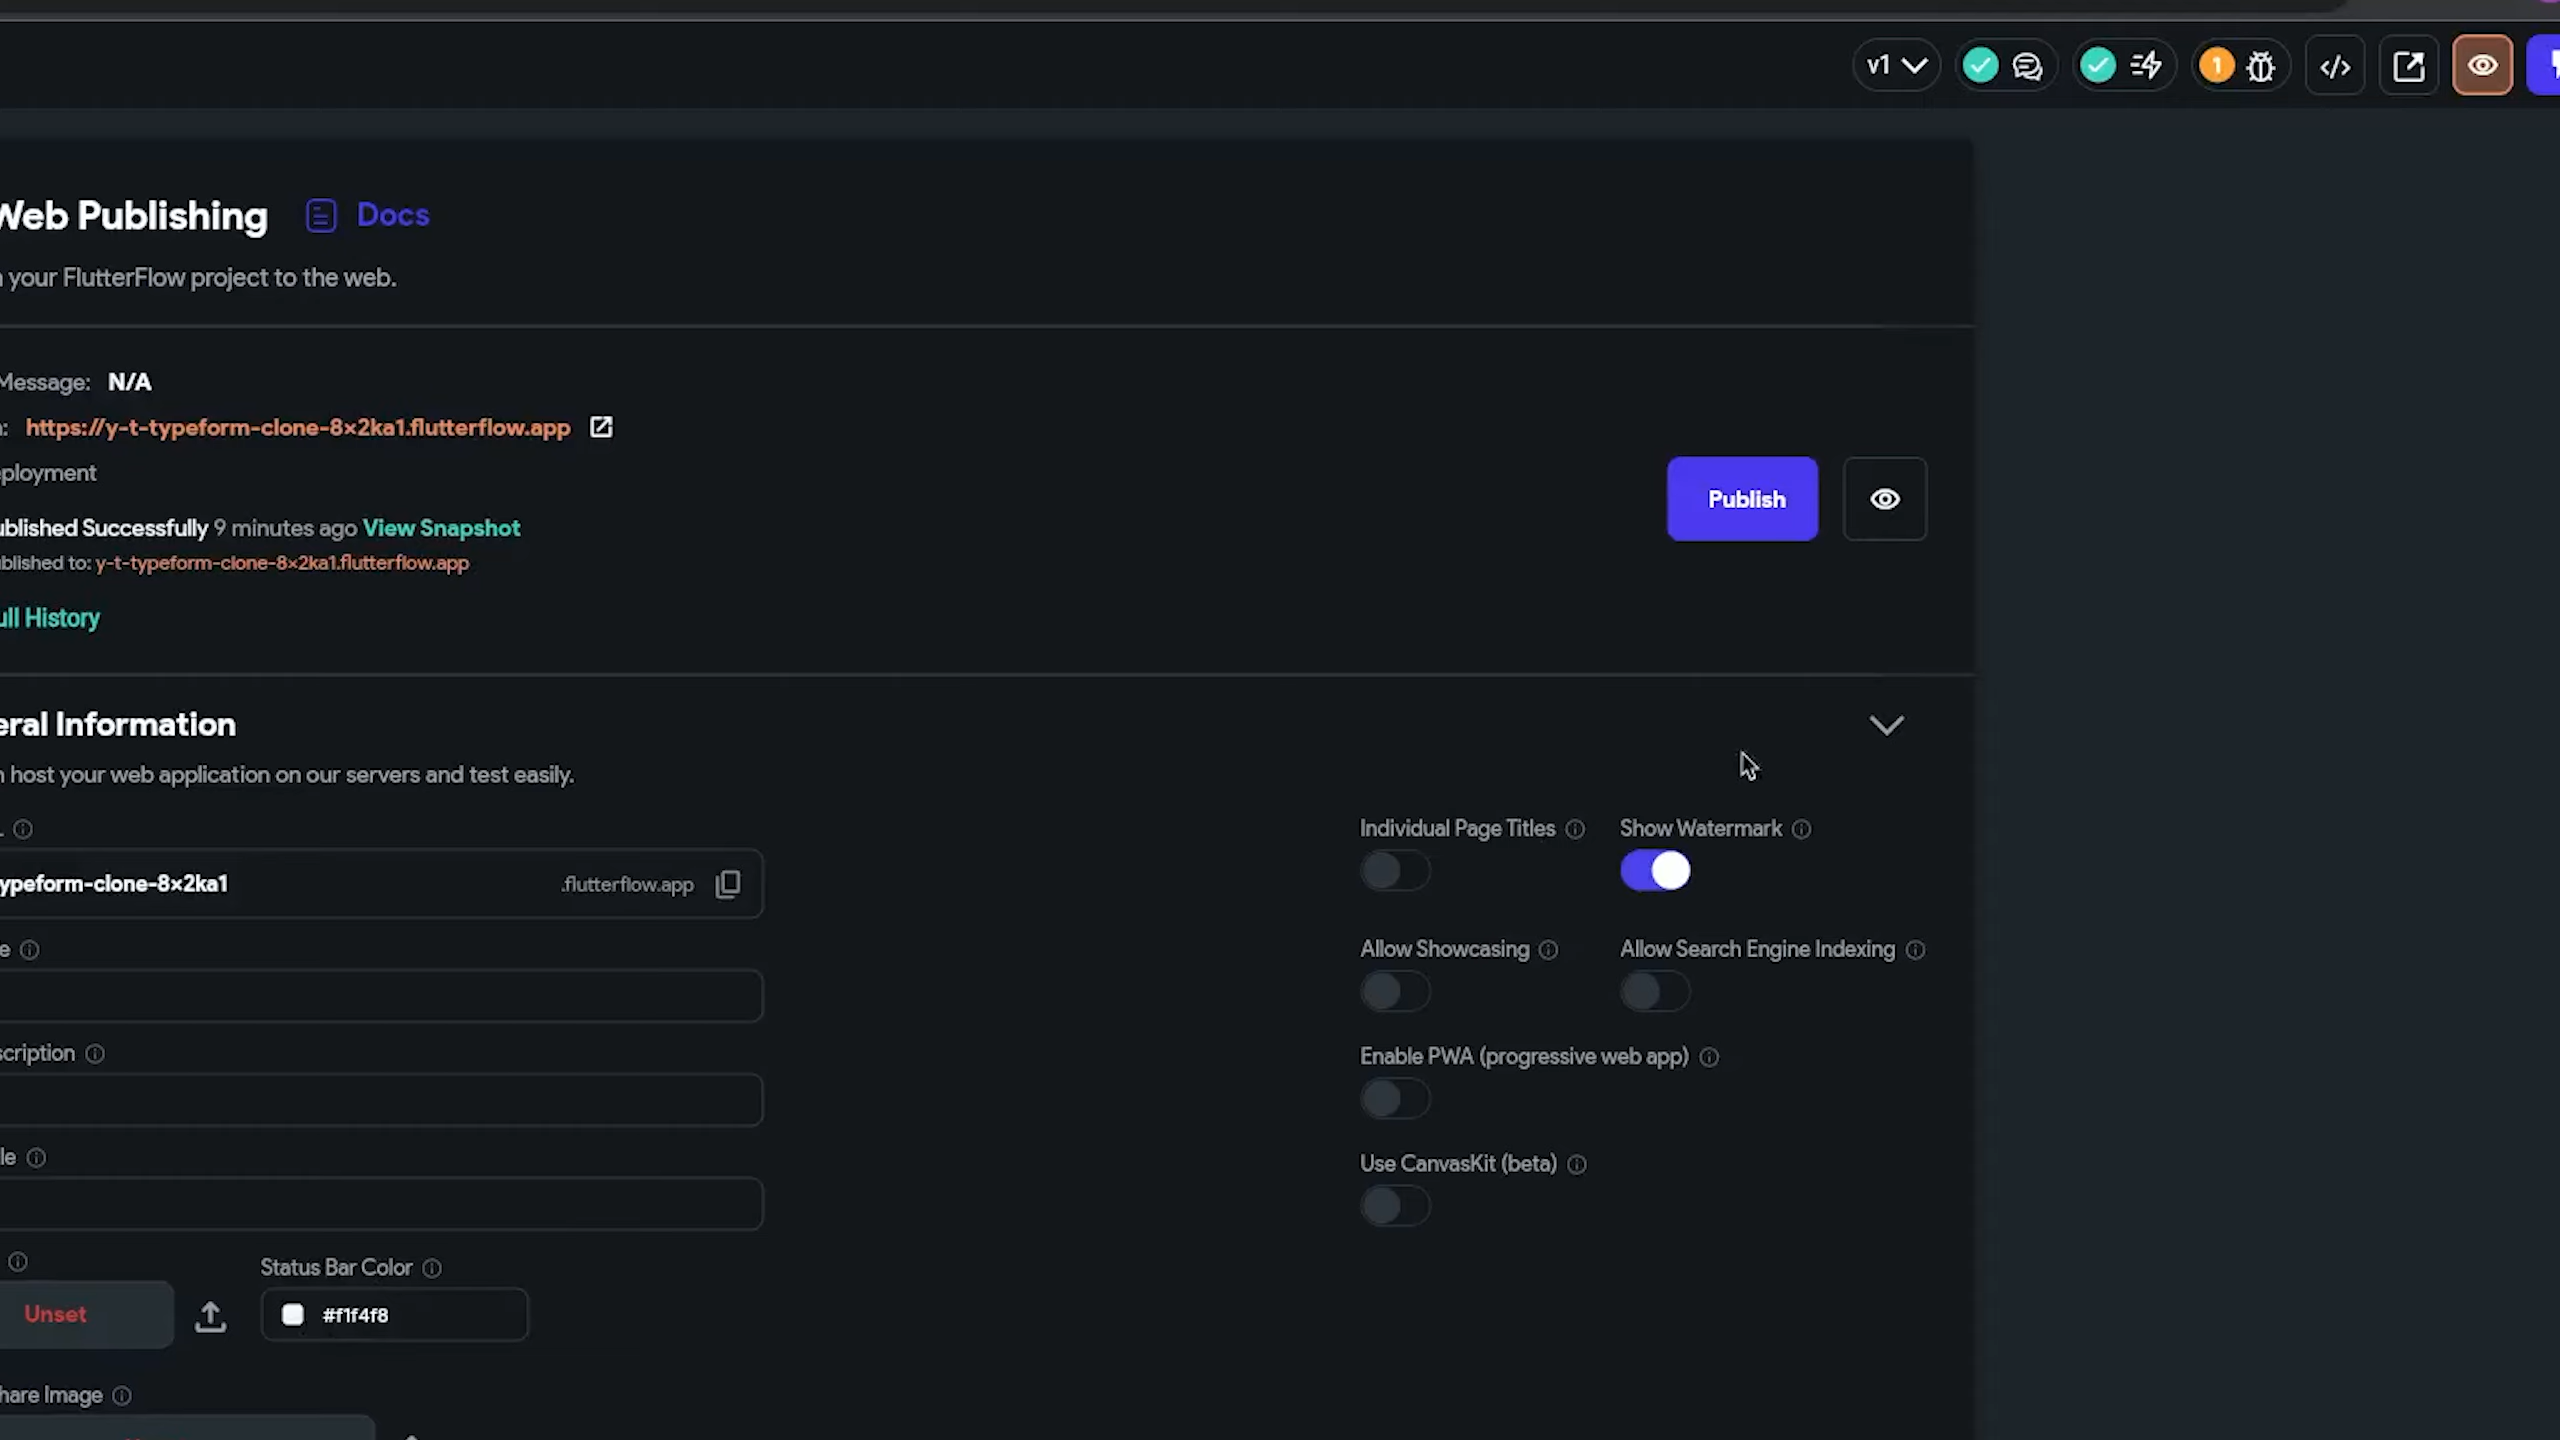 v1
1
Web Publishing
Docs
your FlutterFlow project to the web.
Message: N/A
https://y-t-typeform-clone-8x2ka1.flutterflow.app
ployment
Publish
ublished Successfully 9 minutes ago View Snapshot
blished to: y-t-typeform-clone-8x2ka1.flutterflow.app
ull History
eral Information
host your web application on our servers and test easily.
Individual Page Titles
Show Watermark
ypeform-clone-8x2ka1
.flutterflow.app
Allow Showcasing
Allow Search Engine Indexing
e
scription
Enable PWA (progressive web app)
le
Use CanvasKit (beta)
Status Bar Color
Unset
#f1f4f8
hare Image